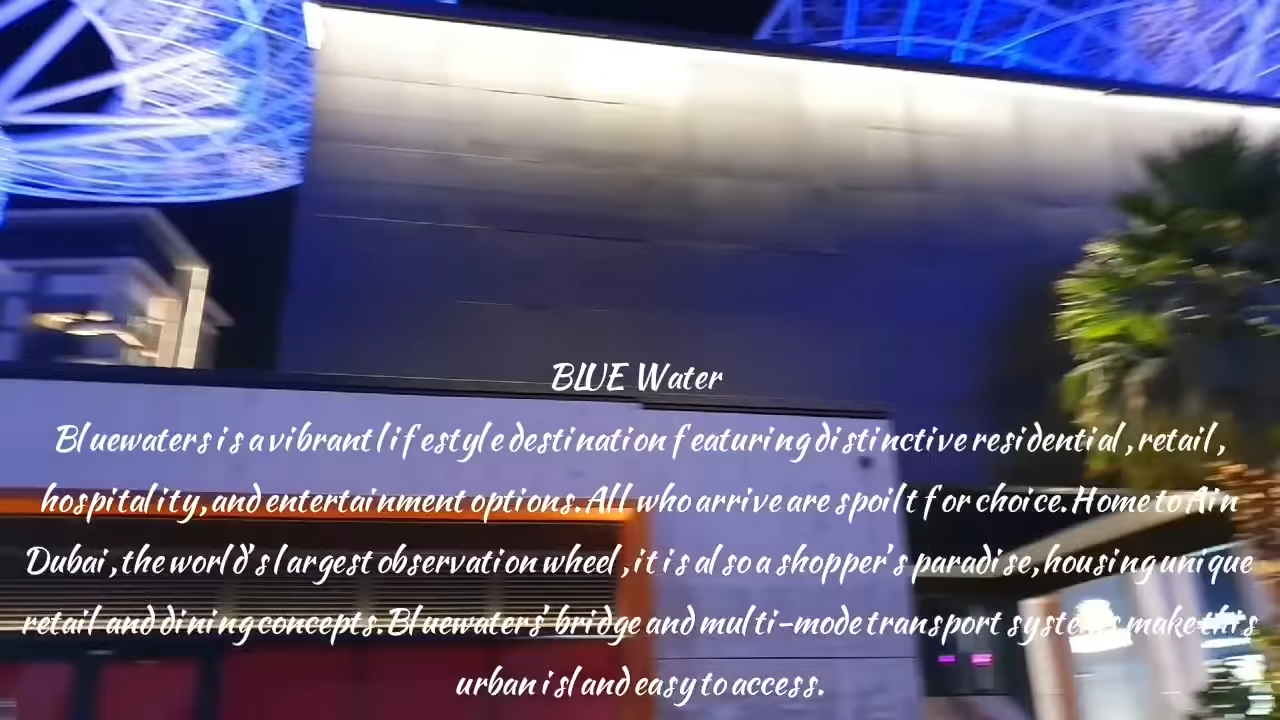 BLUE Water
Bluewaters is a vibrant lifestyle destination featuring distinctive residential, retail,
hospitality, and entertainment options. All who arrive are spoilt for choice. Home to Ain
Dubai, the world's largest observation wheel, it is also a shopper's paradise, housing unique
retail and dining concepts. Bluewaters' bridge and multi-mode transport systems make this
urban island easy to access.